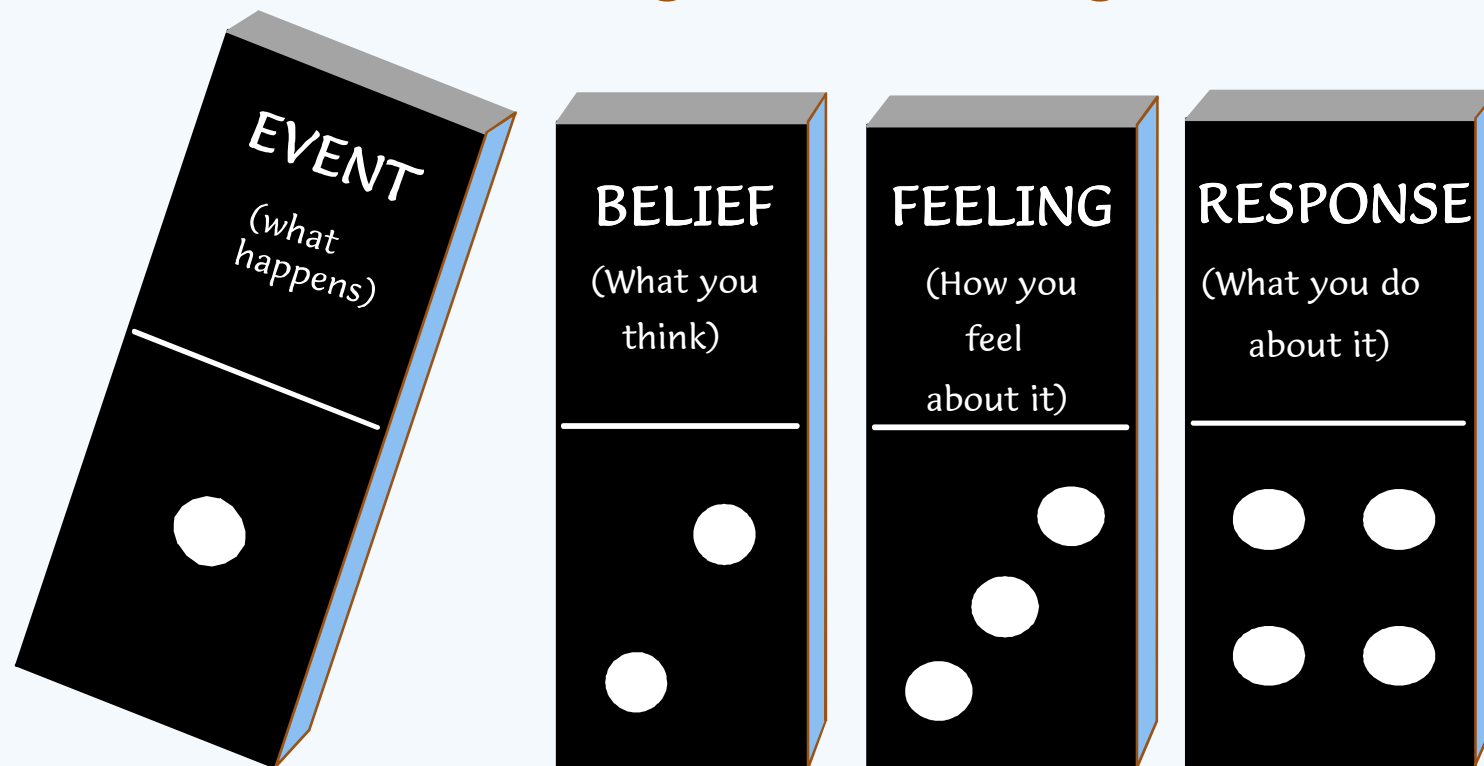 EVENT
(what
happens)
BELIEF
(What you
think)
FEELING
(How you
feel
about it)
RESPONSE
(What you do
about it)